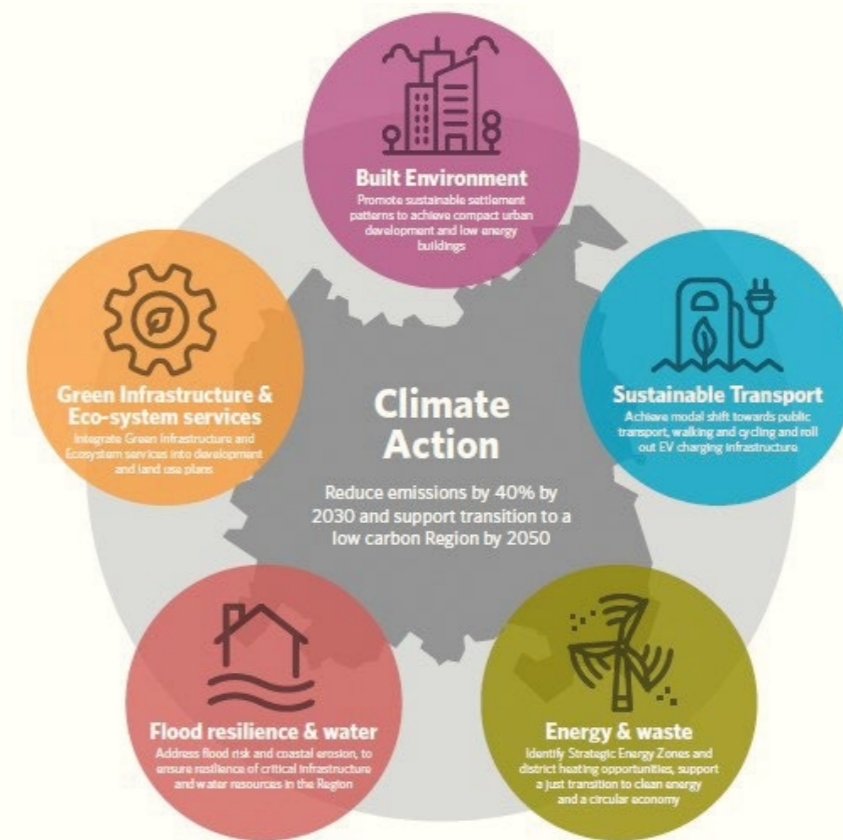 Built Environment
Promote sustainable settlement
patterns to achieve compact urban
development and low energy
buildings
Green Infrastructure &
Eco-system services
Integrate Green Infrastructure and
Ecosystem services into development
and land use plans
Climate
Action
Reduce emissions by 40% by
2030 and support transition to a
low carbon Region by 2050
Sustainable Transport
Achieve modal shift towards public
transport, walking and cycling and roll
out EV charging infrastructure
Flood resilience & water
Address flood risk and coastal erosion, to
ensure resilience of critical infrastructure
and water resources in the Region
Energy & waste
Identify Strategic Energy Zones and
district heating opportunities, support
a just transition to clean energy
and a circular economy